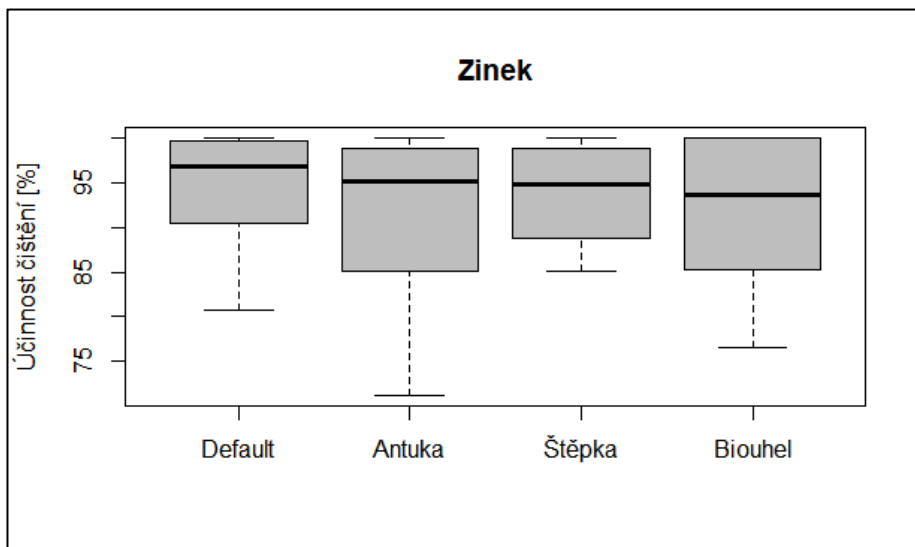 Zinek
Účinnost čištění [%]
95
85
75
Default Antuka Štěpka Biouhel